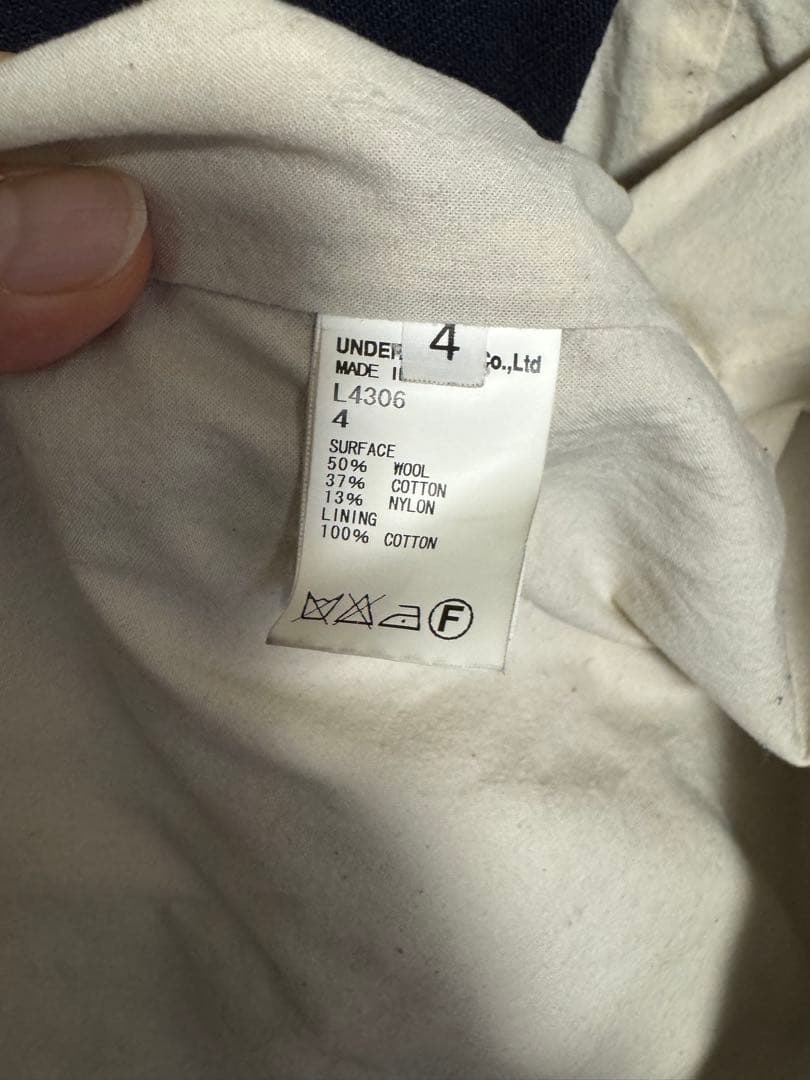 4
UNDER Co.,Ltd
MADE I
L4306
4
SURFACE
50% WOOL
37% COTTON
13% NYLON
LINING
100% COTTON
F